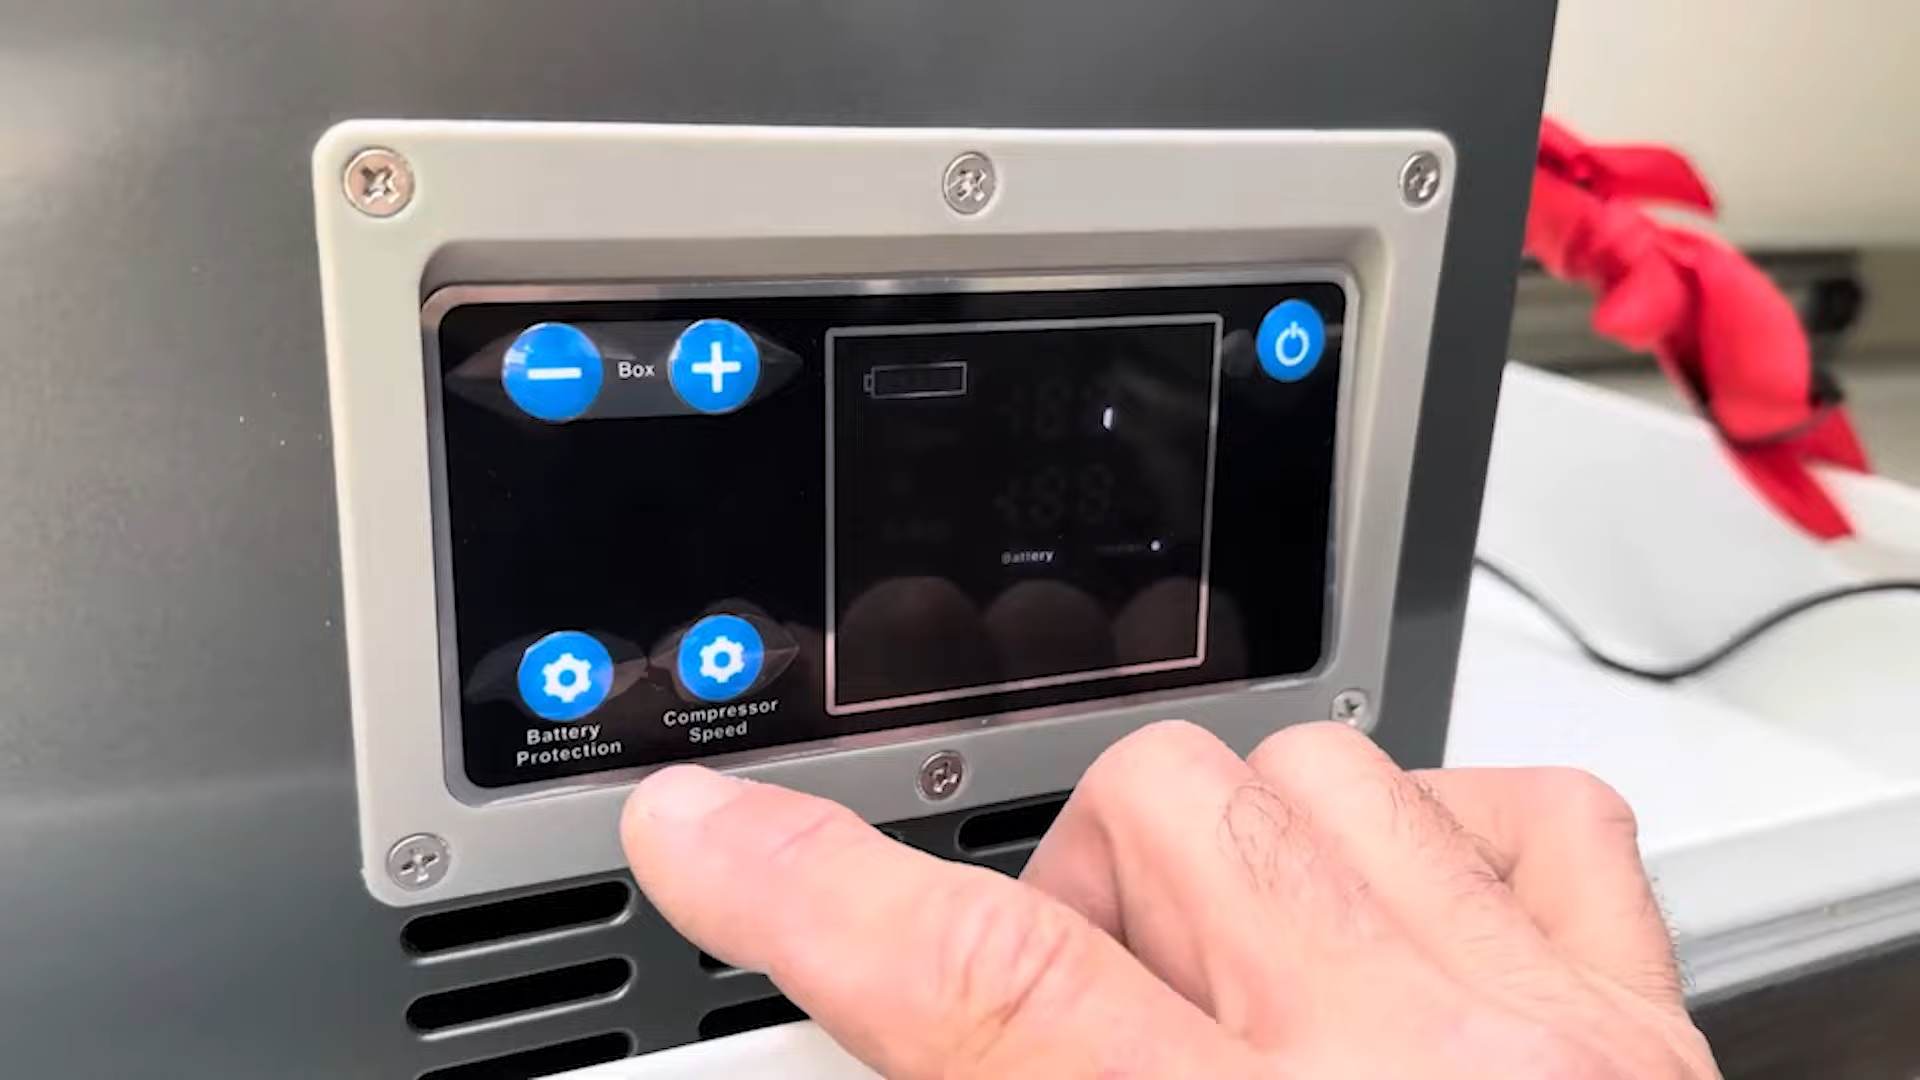 Box
Battery
Battery
Protection
Compressor
Speed